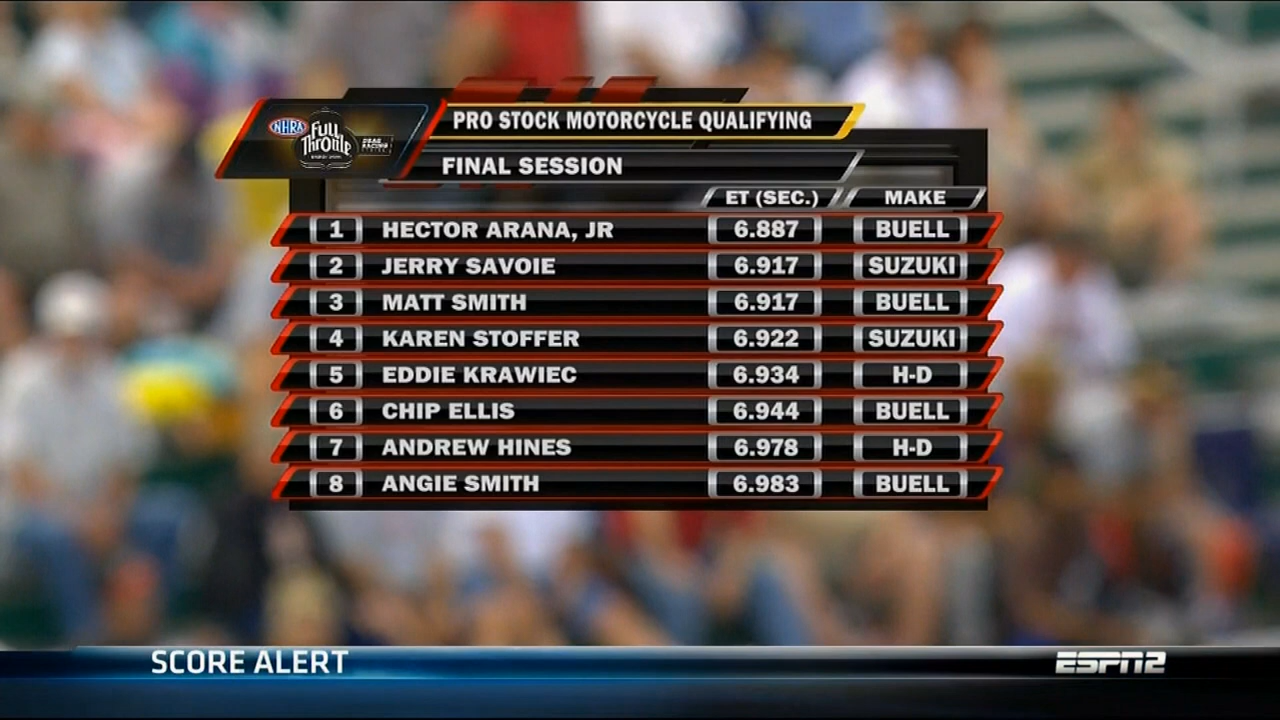 NHRA
FULL
THROTTLE
DRAG
RACING
PRO STOCK MOTORCYCLE QUALIFYING
FINAL SESSION
ET (SEC.) MAKE
1 HECTOR ARANA, JR 6.887 BUELL
2 JERRY SAVOIE 6.917 SUZUKI
3 MATT SMITH 6.917 BUELL
4 KAREN STOFFER 6.922 SUZUKI
5 EDDIE KRAWIEC 6.934 H-D
6 CHIP ELLIS 6.944 BUELL
7 ANDREW HINES 6.978 H-D
8 ANGIE SMITH 6.983 BUELL
SCORE ALERT ESPN2